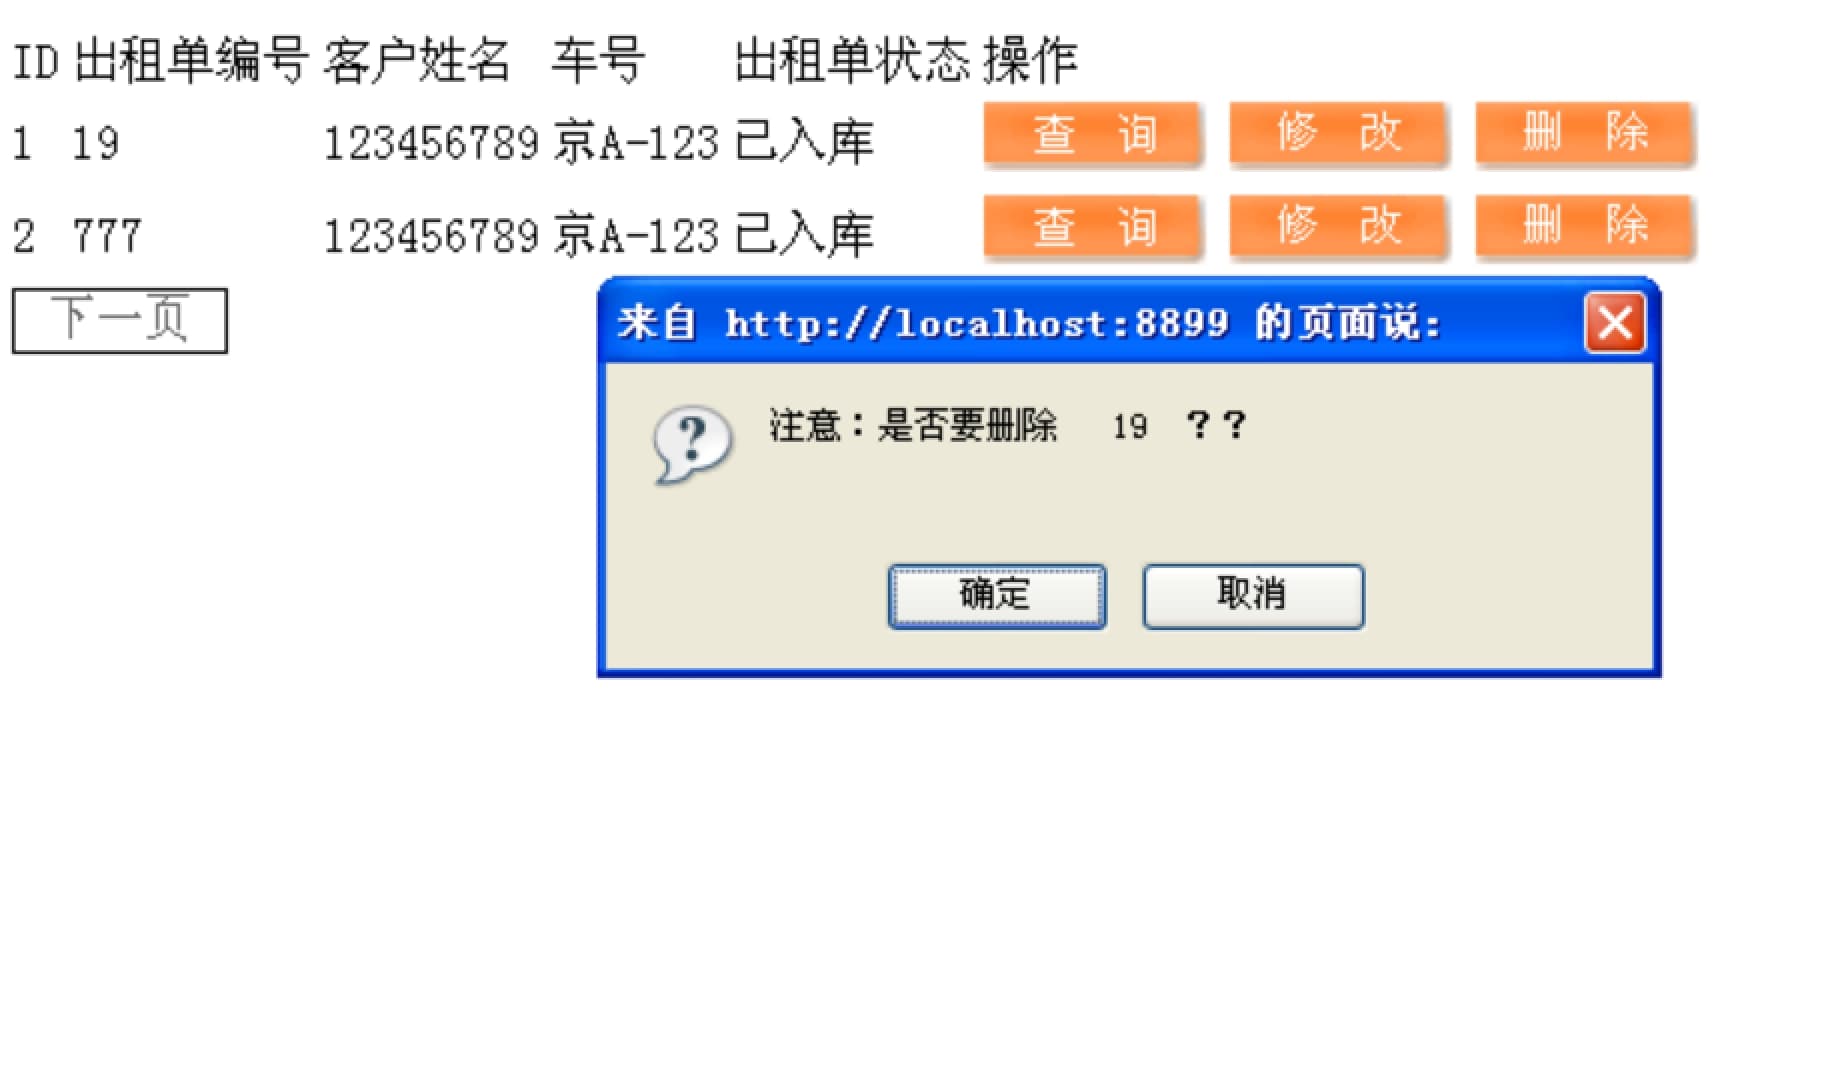 ID 出租单编号 客户姓名 车号 出租单状态 操作
1 19 123456789 京A-123 已入库 查 询 修 改 删 除
2 777 123456789 京A-123 已入库 查 询 修 改 删 除
下一页
来自 http://localhost:8899 的页面说:
注意：是否要删除 19 ？？
确定 取消